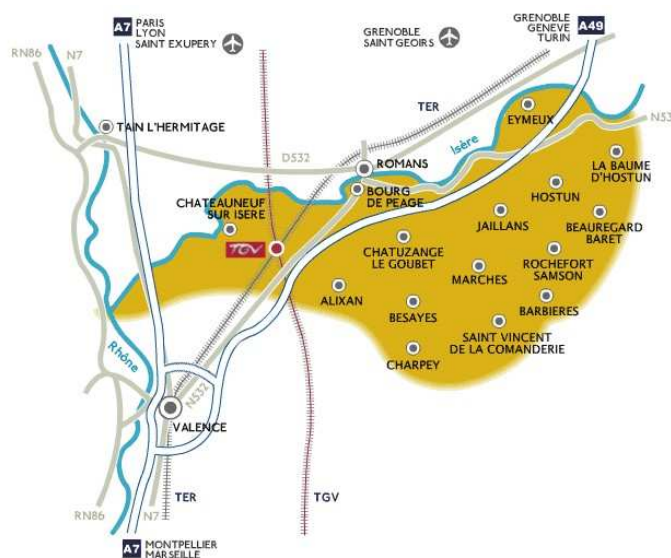 A7
PARIS
LYON
SAINT EXUPERY
GRENOBLE
SAINT GEOIRS
GRENOBLE
GENEVE
TURIN
A49
RN86
N7
TER
EYMEUX
N53
TAIN L'HERMITAGE
Isère
D532
ROMANS
LA BAUME
D'HOSTUN
BOURG
DE PEAGE
HOSTUN
CHATEAUNEUF
SUR ISERE
JAILLANS
BEAUREGARD
BARET
TGV
CHATUZANGE
LE GOUBET
ROCHEFORT
SAMSON
MARCHES
ALIXAN
BESAYES
BARBIERES
SAINT VINCENT
DE LA COMANDERIE
Rhône
CHARPEY
N532
VALENCE
TER
TGV
RN86
N7
A7
MONTPELLIER
MARSEILLE